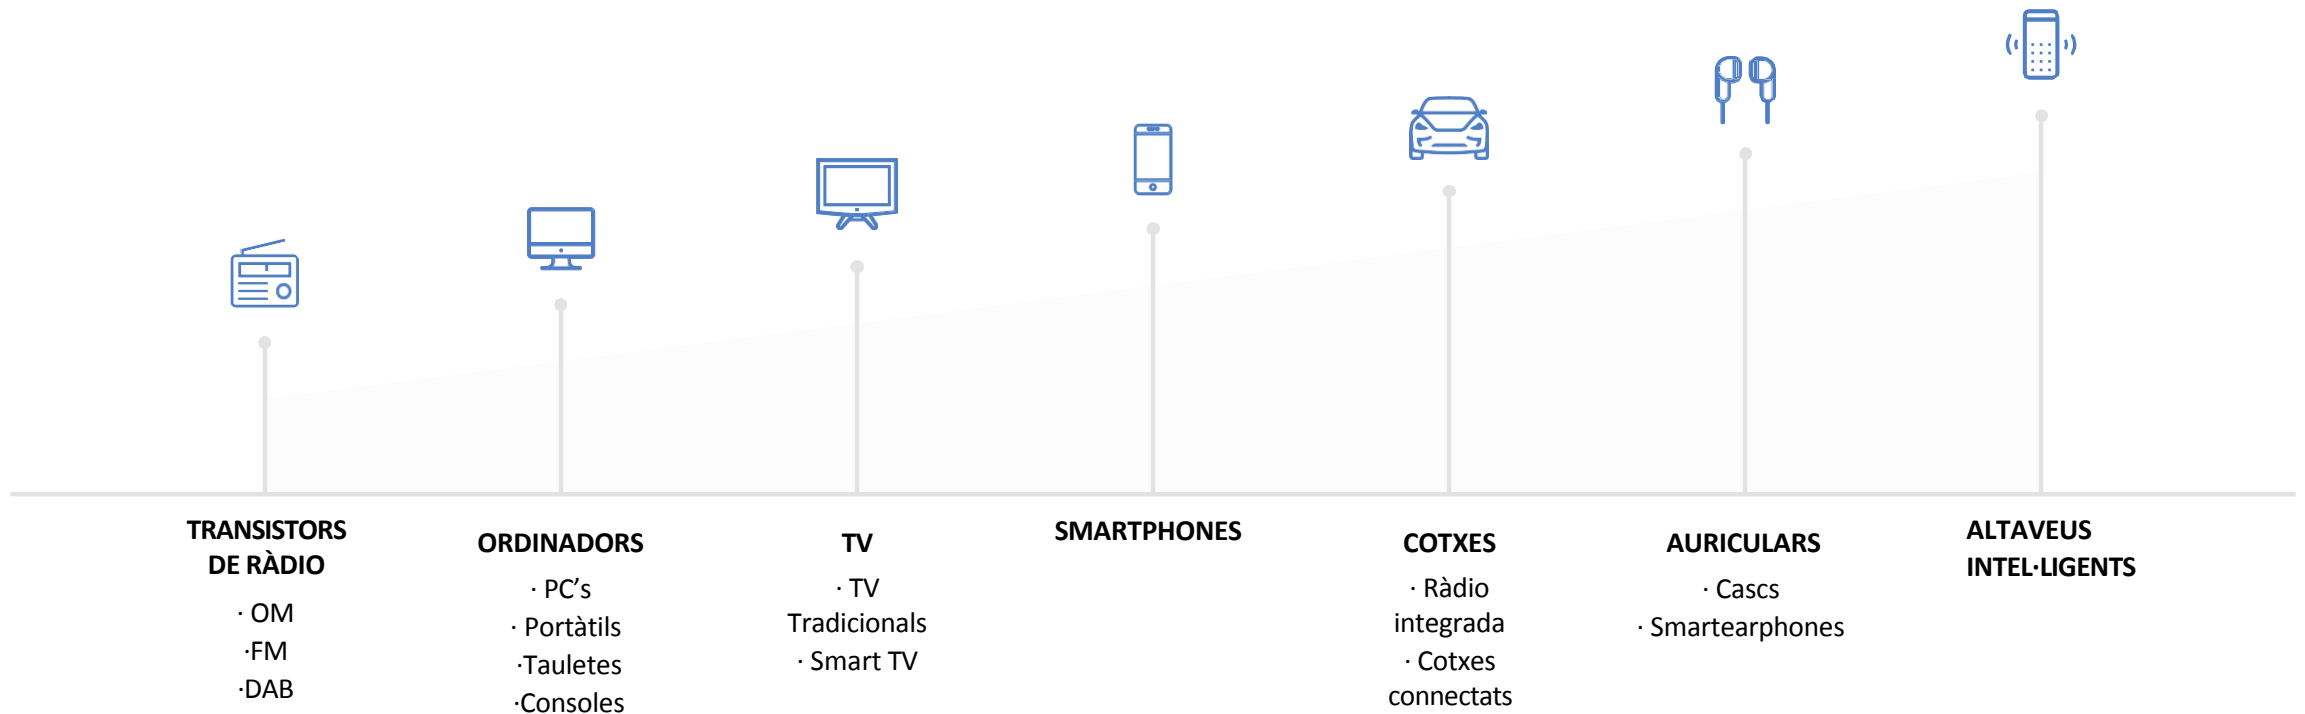 TRANSISTORS
DE RÀDIO
· OM
·FM
·DAB
ORDINADORS
· PC’s
· Portàtils
·Tauletes
·Consoles
TV
· TV
Tradicionals
· Smart TV
SMARTPHONES
COTXES
· Ràdio
integrada
· Cotxes
connectats
AURICULARS
· Cascs
· Smartearphones
ALTAVEUS
INTEL·LIGENTS